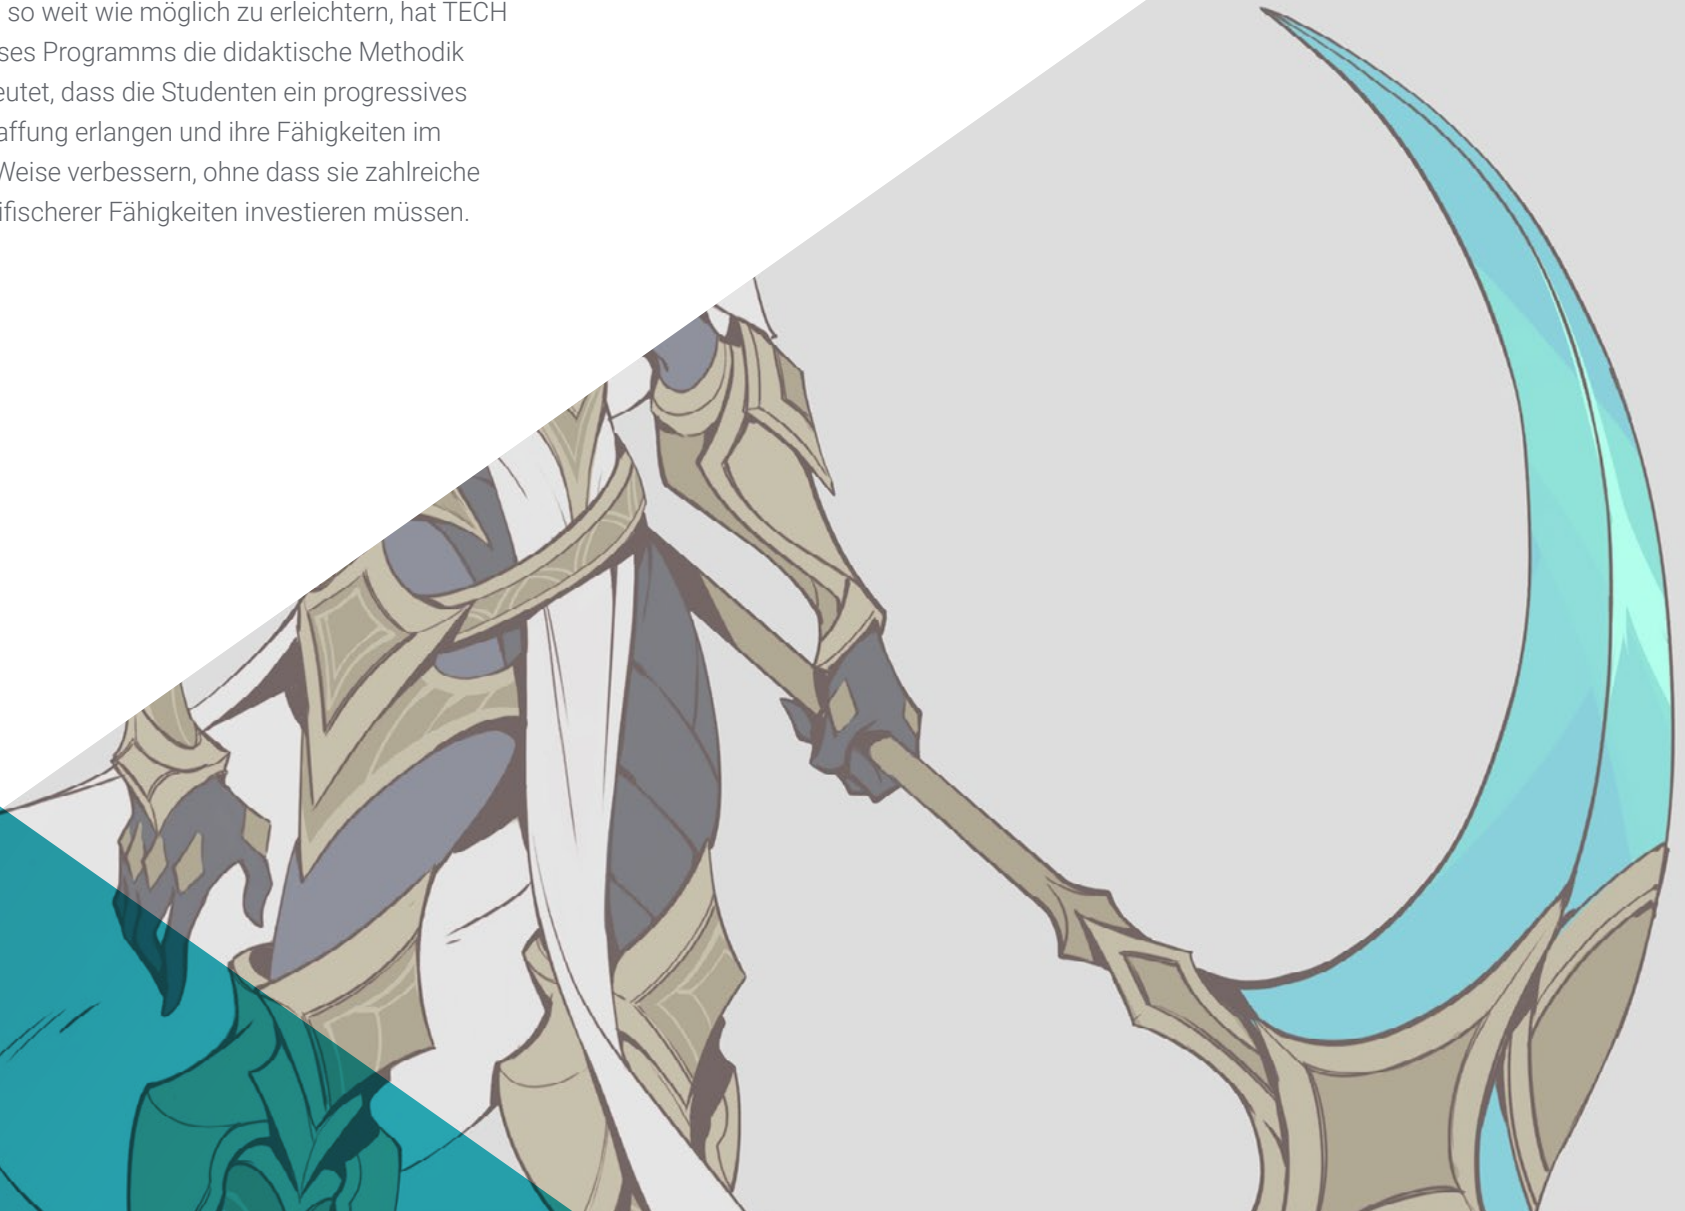 so weit wie möglich zu erleichtern, hat TECH
ses Programms die didaktische Methodik
eutet, dass die Studenten ein progressives
affung erlangen und ihre Fähigkeiten im
Weise verbessern, ohne dass sie zahlreiche
ifischerer Fähigkeiten investieren müssen.